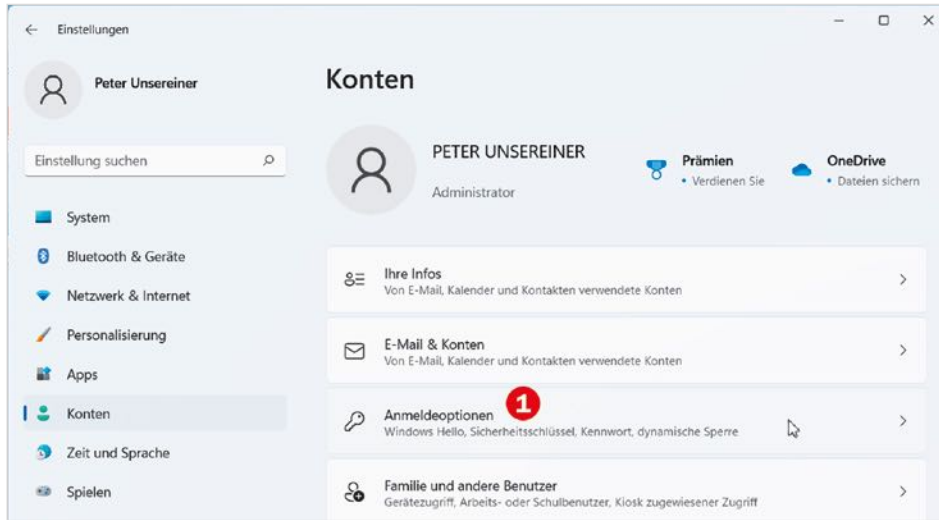 Einstellungen
Peter Unsereiner
Einstellung suchen
System
Bluetooth & Geräte
Netzwerk & Internet
Personalisierung
Apps
Konten
Zeit und Sprache
Spielen
Konten
PETER UNSEREINER
Administrator
Prämien
• Verdienen Sie
OneDrive
• Dateien sichern
Ihre Infos
Von E-Mail, Kalender und Kontakten verwendete Konten
E-Mail & Konten
Von E-Mail, Kalender und Kontakten verwendete Konten
Anmeldeoptionen 1
Windows Hello, Sicherheitsschlüssel, Kennwort, dynamische Sperre
Familie und andere Benutzer
Gerätezugriff, Arbeits- oder Schulbenutzer, Kiosk zugewiesener Zugriff